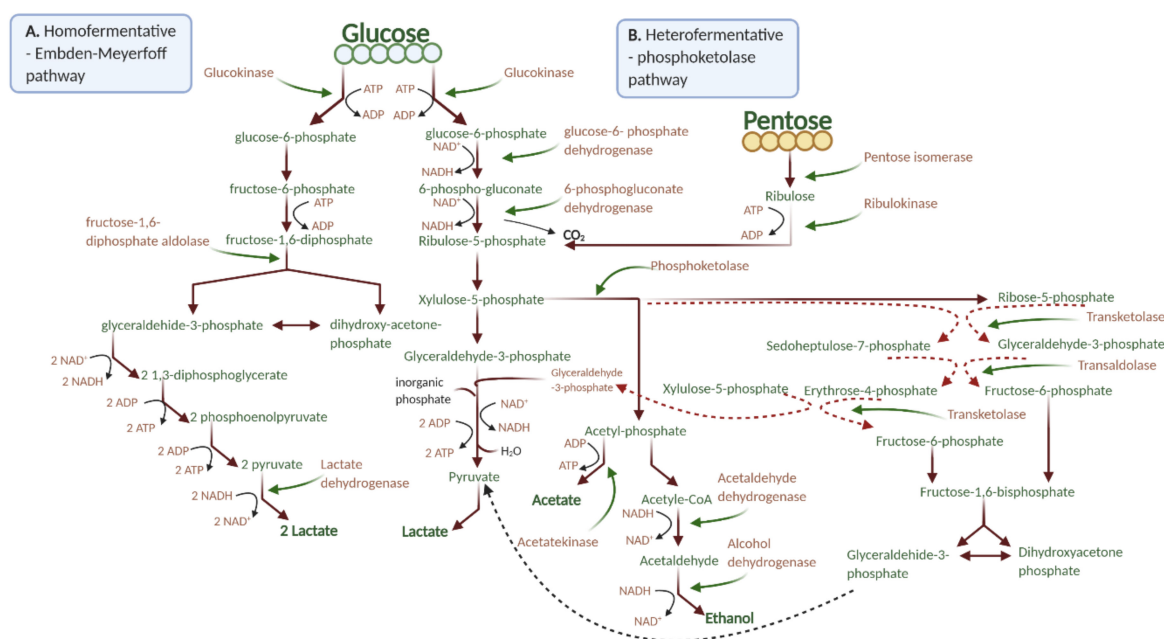 A. Homofermentative
- Embden-Meyerfoff
pathway
Glucose
B. Heterofermentative
- phosphoketolase
pathway
Glucokinase
ATP
ADP
ATP
ADP
Glucokinase
glucose-6-phosphate
fructose-6-phosphate
ATP
ADP
fructose-1,6-
diphosphate aldolase
fructose-1,6-diphosphate
glyceraldehide-3-phosphate
dihydroxy-acetone-
phosphate
2 NAD⁺
2 NADH
2 1,3-diphosphoglycerate
2 ADP
2 ATP
2 phosphoenolpyruvate
2 ADP
2 ATP
2 pyruvate
Lactate
dehydrogenase
2 NADH
2 NAD⁺
2 Lactate
glucose-6-phosphate
NAD⁺
NADH
glucose-6- phosphate
dehydrogenase
6-phospho-gluconate
NAD⁺
NADH
6-phosphogluconate
dehydrogenase
CO₂
Ribulose-5-phosphate
Pentose
Pentose isomerase
Ribulose
ATP
ADP
Ribulokinase
Phosphoketolase
Xylulose-5-phosphate
Glyceraldehyde-3-phosphate
inorganic
phosphate
Glyceraldehyde
-3-phosphate
NAD⁺
NADH
2 ADP
2 ATP
H₂O
Pyruvate
Lactate
Acetyl-phosphate
ADP
ATP
Acetate
Acetatekinase
Acetyle-CoA
NADH
NAD⁺
Acetaldehyde
dehydrogenase
Acetaldehyde
NADH
NAD⁺
Alcohol
dehydrogenase
Ethanol
Ribose-5-phosphate
Transketolase
Sedoheptulose-7-phosphate
Glyceraldehyde-3-phosphate
Transaldolase
Xylulose-5-phosphate
Erythrose-4-phosphate
Fructose-6-phosphate
Transketolase
Fructose-6-phosphate
Fructose-1,6-bisphosphate
Glyceraldehide-3-
phosphate
Dihydroxyacetone
phosphate